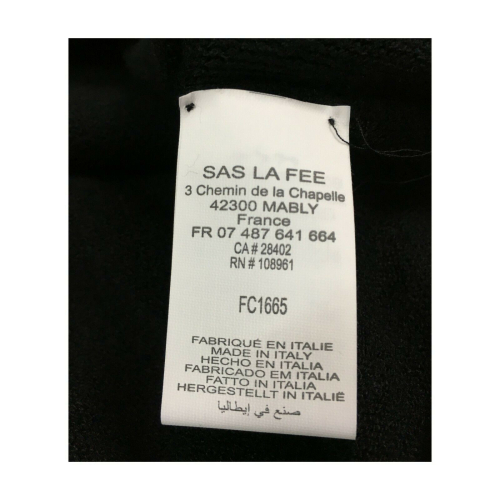 SAS LA FEE
3 Chemin de la Chapelle
42300 MABLY
France
FR 07 487 641 664
CA # 28402
RN # 108961
FC1665
FABRIQUÉ EN ITALIE
MADE IN ITALY
HECHO EN ITALIA
FABRICADO EM ITALIA
FATTO IN ITALIA
HERGESTELLT IN ITALIË
صنع في إيطاليا